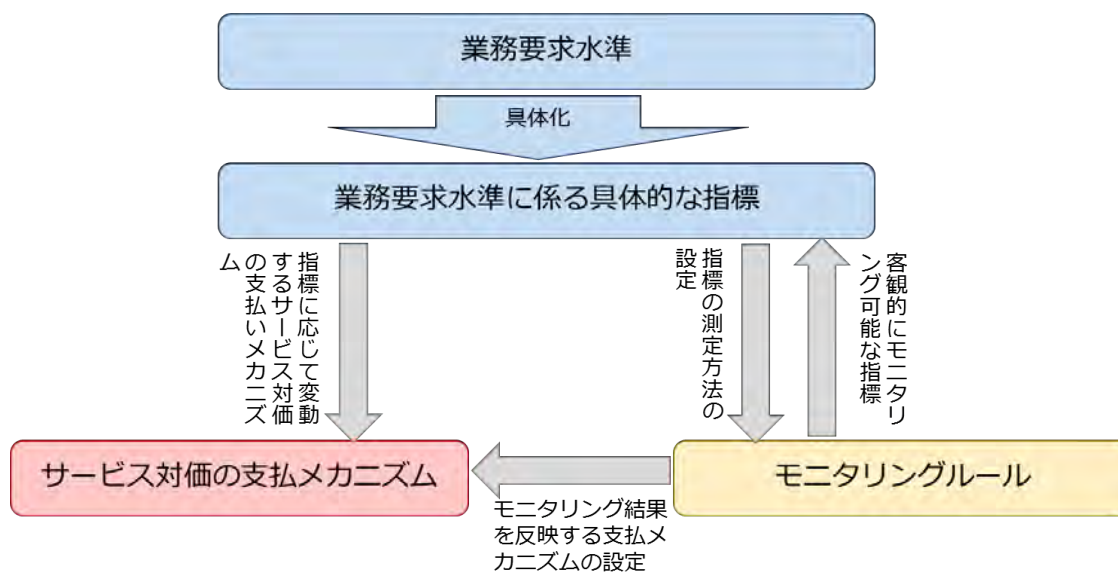 業務要求水準
具体化
業務要求水準に係る具体的な指標
指標に応じて変動
するサービス対価
の支払いメカニズ
ム
指標の測定方法の
設定
客観的にモニタリ
ング可能な指標
サービス対価の支払メカニズム
モニタリングルール
モニタリング結果
を反映する支払メ
カニズムの設定